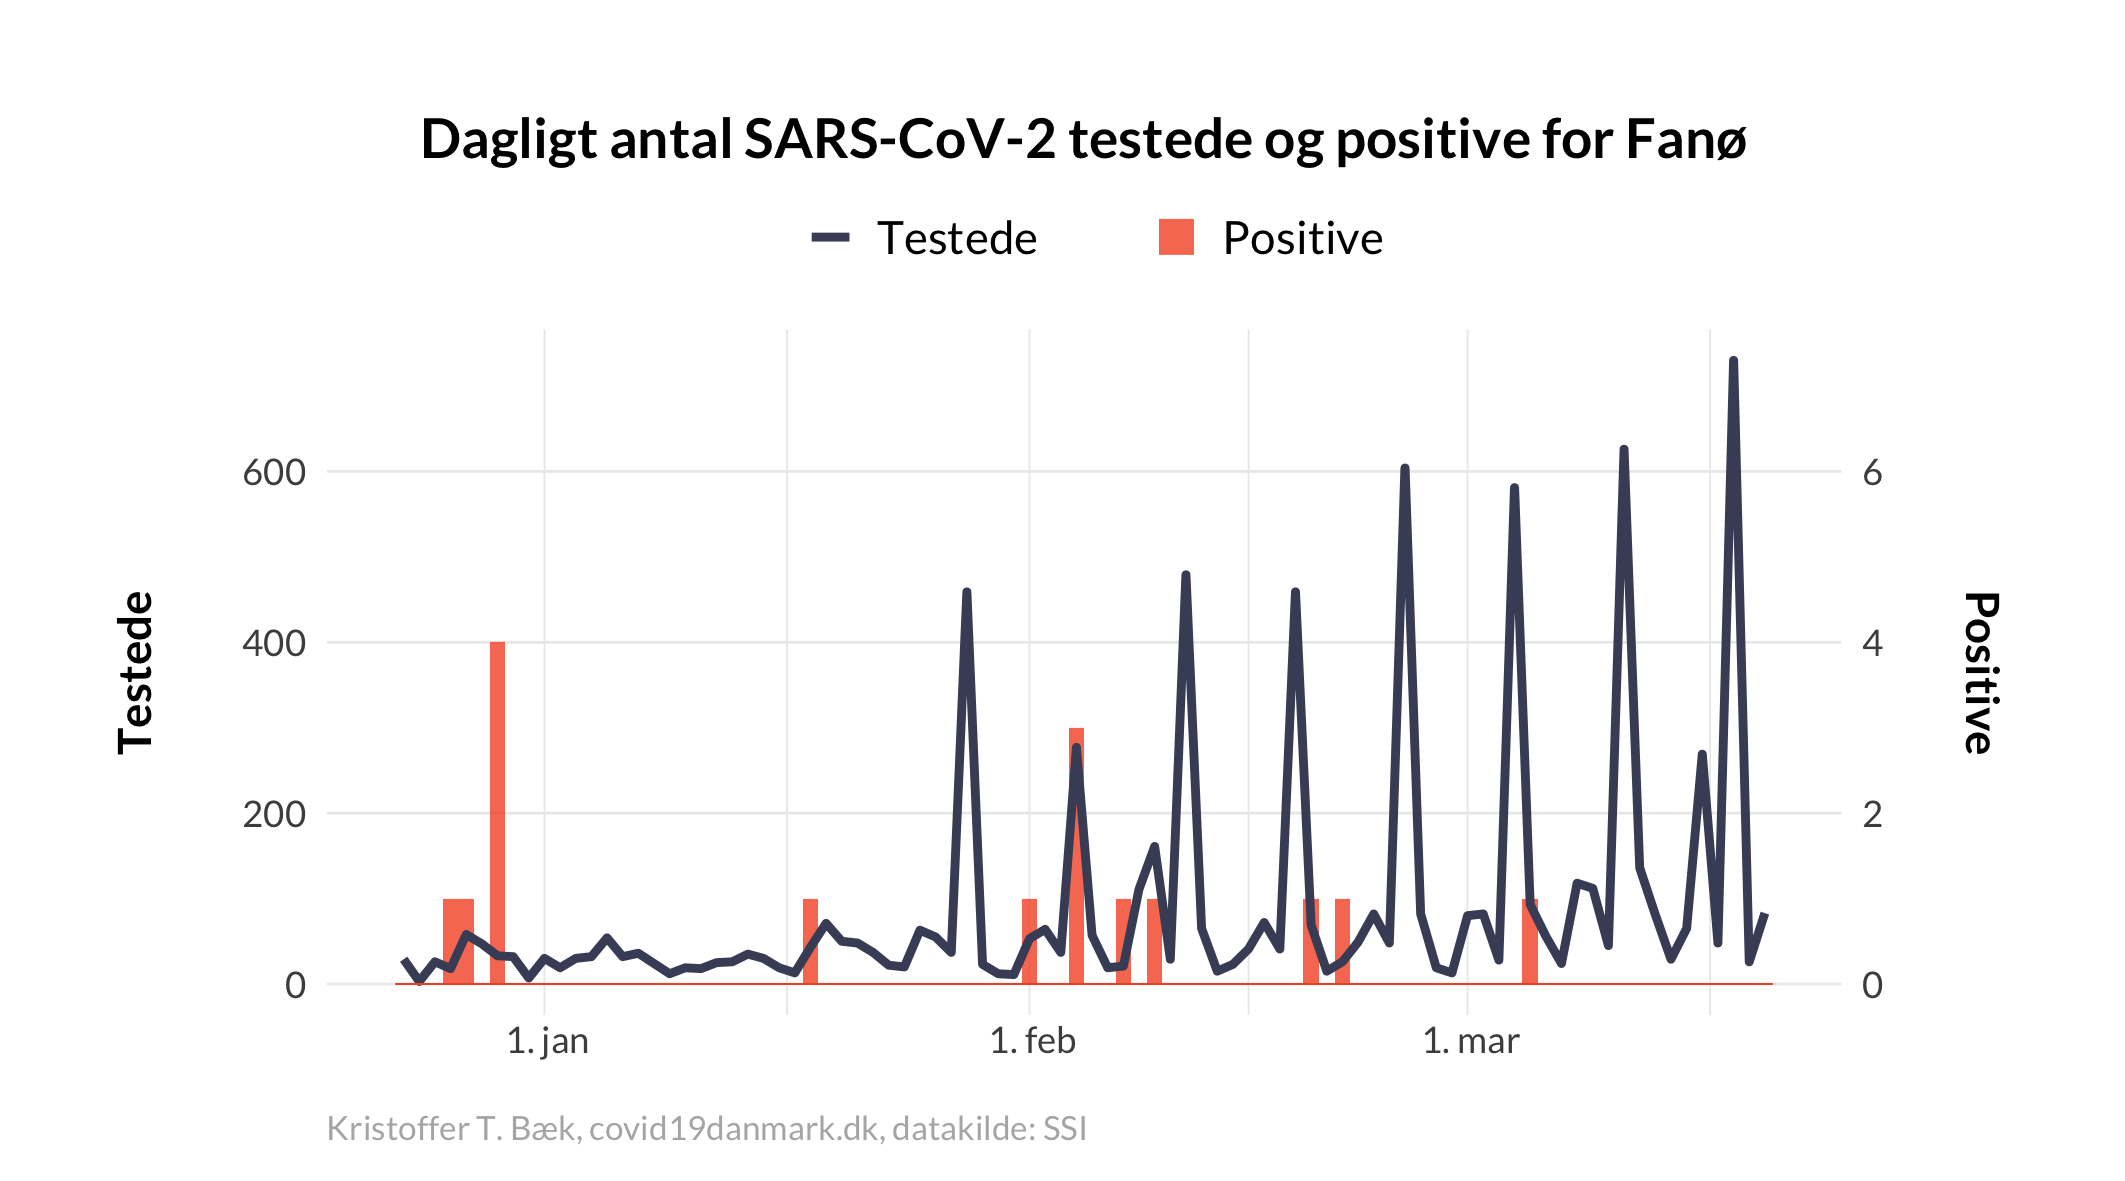 Dagligt antal SARS-CoV-2 testede og positive for Fanø
Testede
Positive
600
400
200
0
6
4
2
0
Testede
Positive
1. jan
1. feb
1. mar
Kristoffer T. Bæk, covid19danmark.dk, datakilde: SSI